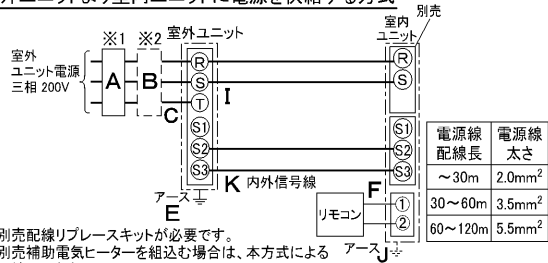 外ユニットより室内ユニットに電源を供給する方式
※1 ※2 室外ユニット
室内
ユニット
別売
室外
ユニット電源
三相 200V
A B C
R S T
S1 S2 S3
I
R S
S1 S2 S3
K 内外信号線
アース
E
F
リモコン
① ②
アース J
電源線
配線長
電源線
太さ
～30m 2.0mm²
30～60m 3.5mm²
60～120m 5.5mm²
別売配線リプレースキットが必要です。
別売補助電気ヒーターを組込む場合は、本方式による